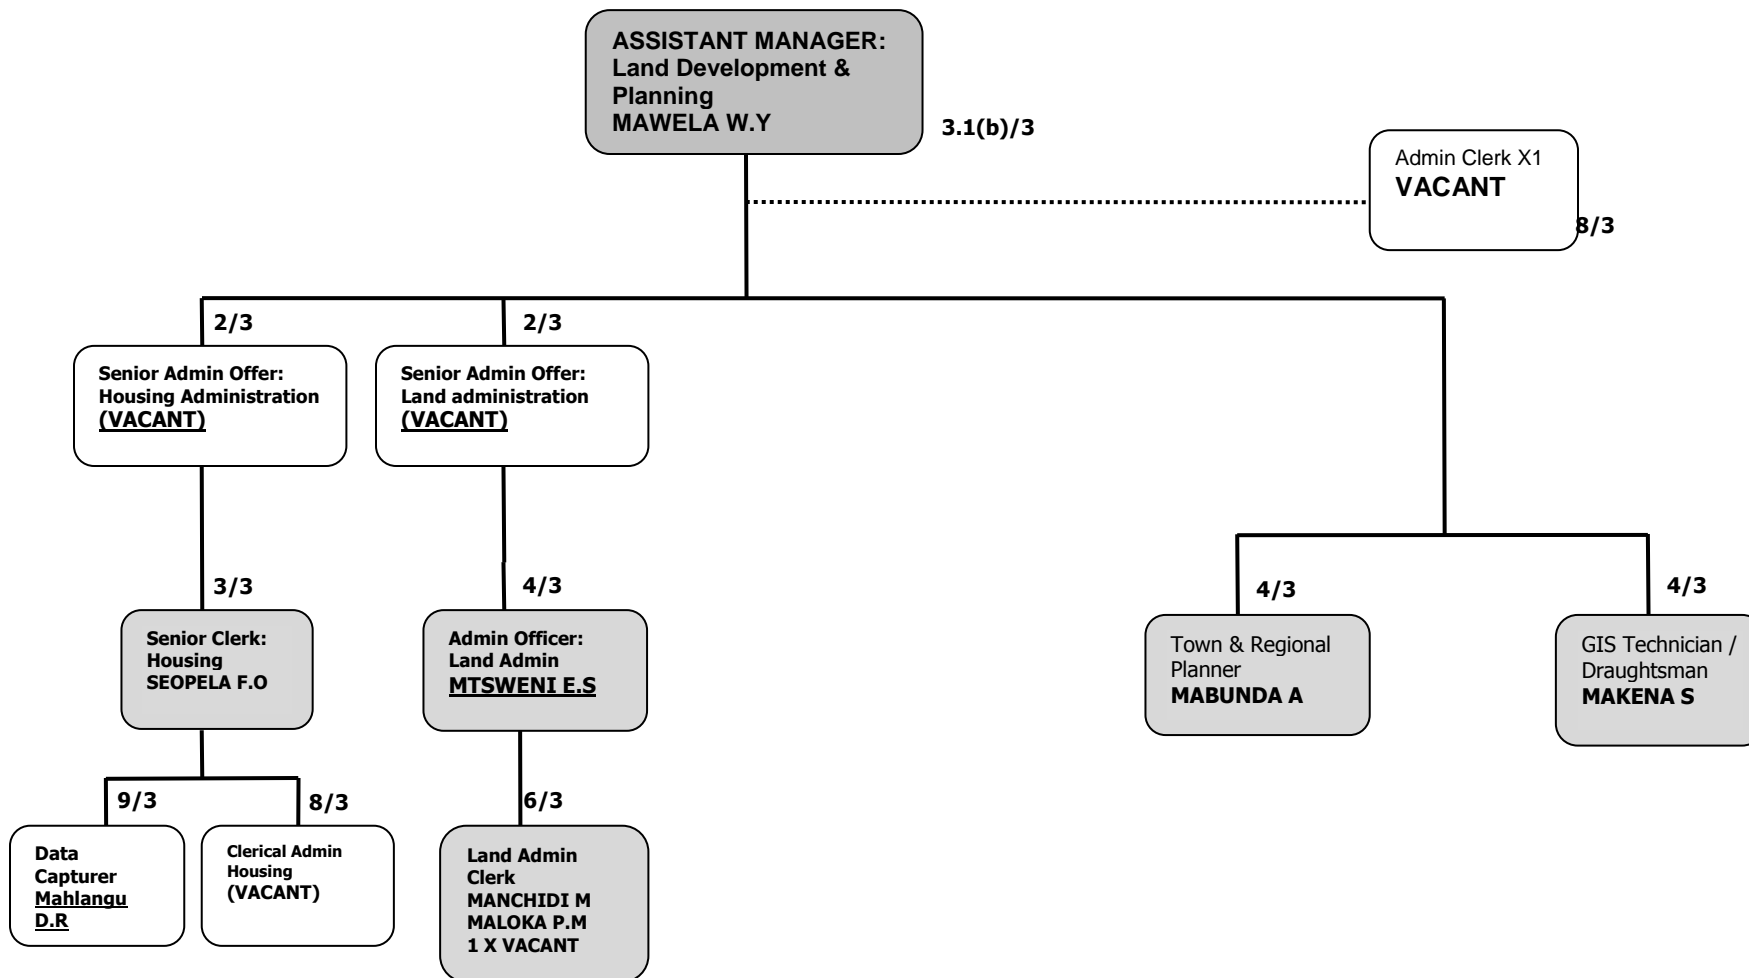 ASSISTANT MANAGER:
Land Development &
Planning
MAWELA W.Y
3.1(b)/3
Admin Clerk X1
VACANT
8/3
2/3
Senior Admin Offer:
Housing Administration
(VACANT)
2/3
Senior Admin Offer:
Land administration
(VACANT)
3/3
Senior Clerk:
Housing
SEOPELA F.O
4/3
Admin Officer:
Land Admin
MTSWENI E.S
4/3
Town & Regional
Planner
MABUNDA A
4/3
GIS Technician /
Draughtsman
MAKENA S
9/3
Data
Capturer
Mahlangu
D.R
8/3
Clerical Admin
Housing
(VACANT)
6/3
Land Admin
Clerk
MANCHIDI M
MALOKA P.M
1 X VACANT